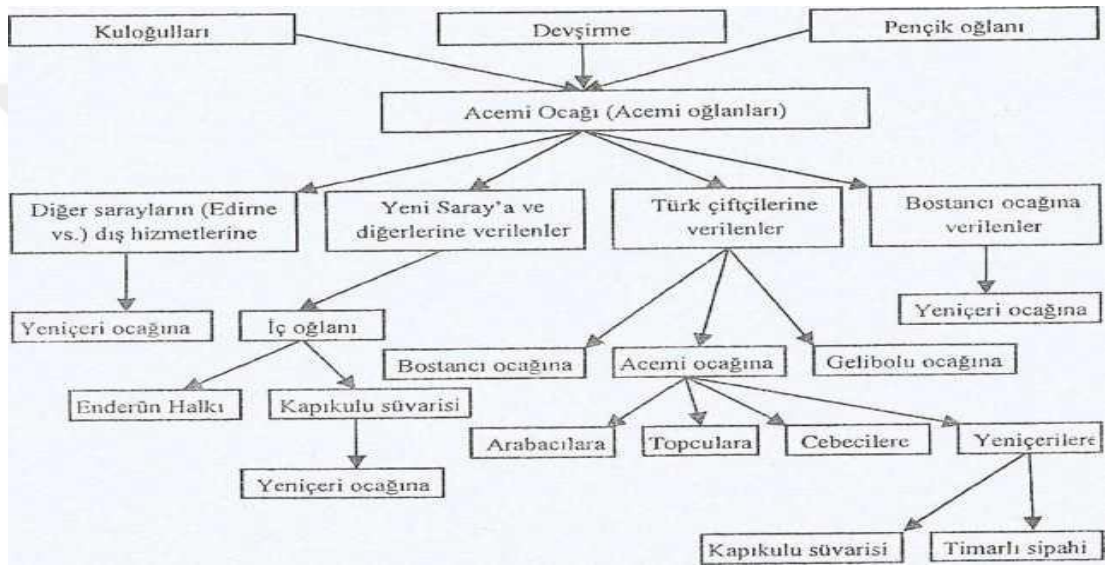 Kuloğulları
Devşirme
Pençik oğlanı
Acemi Ocağı (Acemi oğlanları)
Diğer sarayların (Edirne
vs.) dış hizmetlerine
Yeni Saray'a ve
diğerlerine verilenler
Türk çiftçilerine
verilenler
Bostancı ocağına
verilenler
Yeniçeri ocağına
İç oğlanı
Yeniçeri ocağına
Bostancı ocağına
Acemi ocağına
Gelibolu ocağına
Enderûn Halkı
Kapıkulu süvarisi
Arabacılara
Topculara
Cebecilere
Yeniçerilere
Yeniçeri ocağına
Kapıkulu süvarisi
Timarlı sipahi